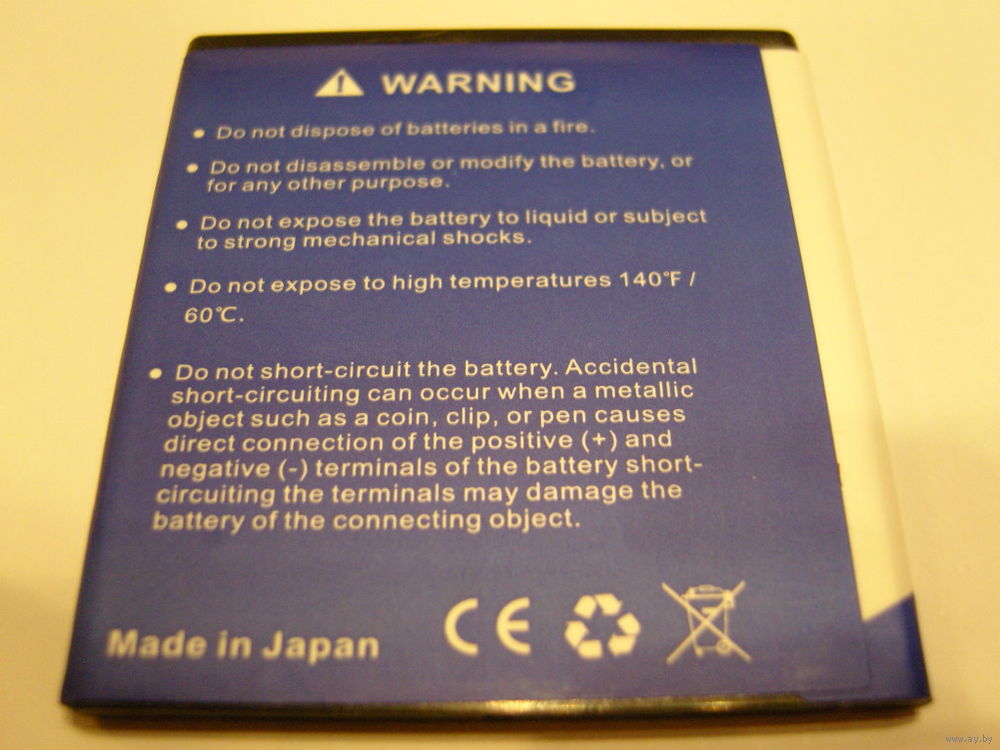 WARNING
• Do not dispose of batteries in a fire.
• Do not disassemble or modify the battery, or
for any other purpose.
• Do not expose the battery to liquid or subject
to strong mechanical shocks.
• Do not expose to high temperatures 140°F /
60℃.
• Do not short-circuit the battery. Accidental
short-circuiting can occur when a metallic
object such as a coin, clip, or pen causes
direct connection of the positive (+) and
negative (-) terminals of the battery short-
circuiting the terminals may damage the
battery of the connecting object.
Made in Japan
CE
www.ay.by